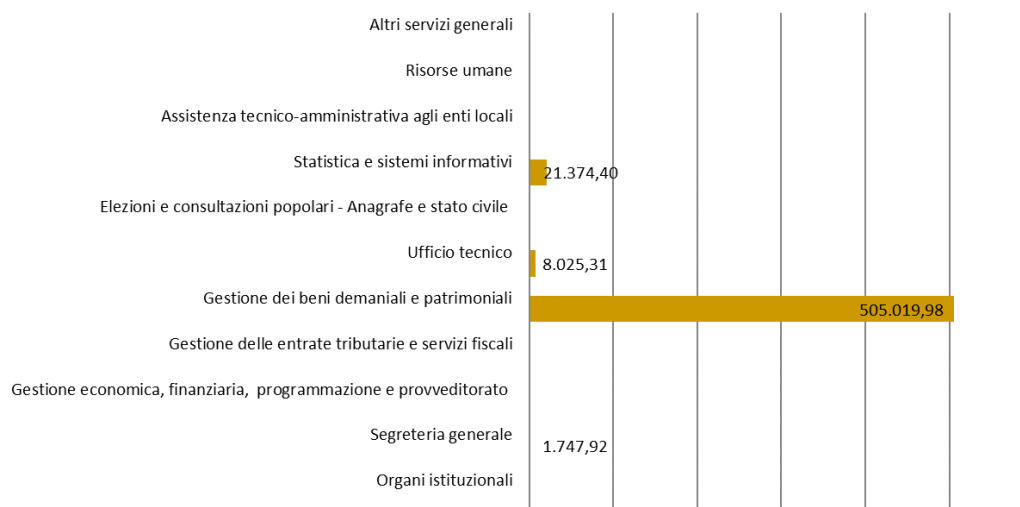 Altri servizi generali
Risorse umane
Assistenza tecnico-amministrativa agli enti locali
Statistica e sistemi informativi
21.374,40
Elezioni e consultazioni popolari - Anagrafe e stato civile
Ufficio tecnico
8.025,31
Gestione dei beni demaniali e patrimoniali
505.019,98
Gestione delle entrate tributarie e servizi fiscali
Gestione economica, finanziaria,  programmazione e provveditorato
Segreteria generale
1.747,92
Organi istituzionali